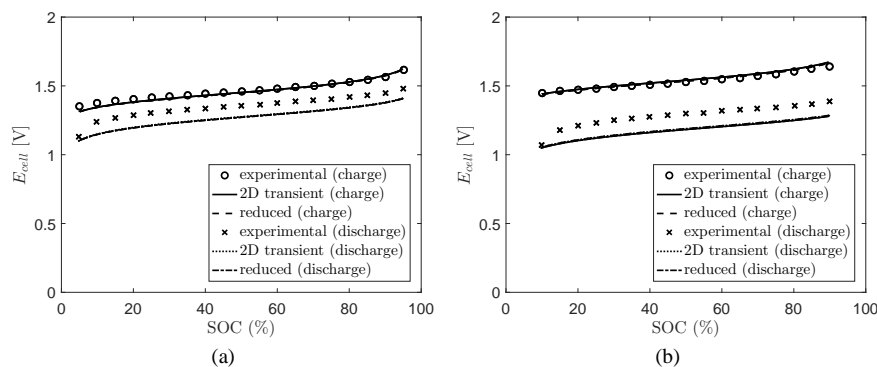 2
1.5
1
0.5
0
E_cell [V]
experimental (charge)
2D transient (charge)
reduced (charge)
experimental (discharge)
2D transient (discharge)
reduced (discharge)
0 20 40 60 80 100
SOC (%)
(a)
2
1.5
1
0.5
0
E_cell [V]
experimental (charge)
2D transient (charge)
reduced (charge)
experimental (discharge)
2D transient (discharge)
reduced (discharge)
0 20 40 60 80 100
SOC (%)
(b)